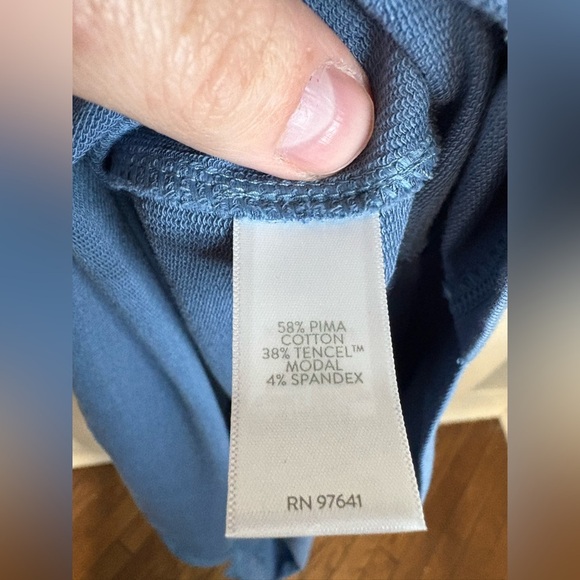 58% PIMA
COTTON
38% TENCEL™
MODAL
4% SPANDEX
RN 97641